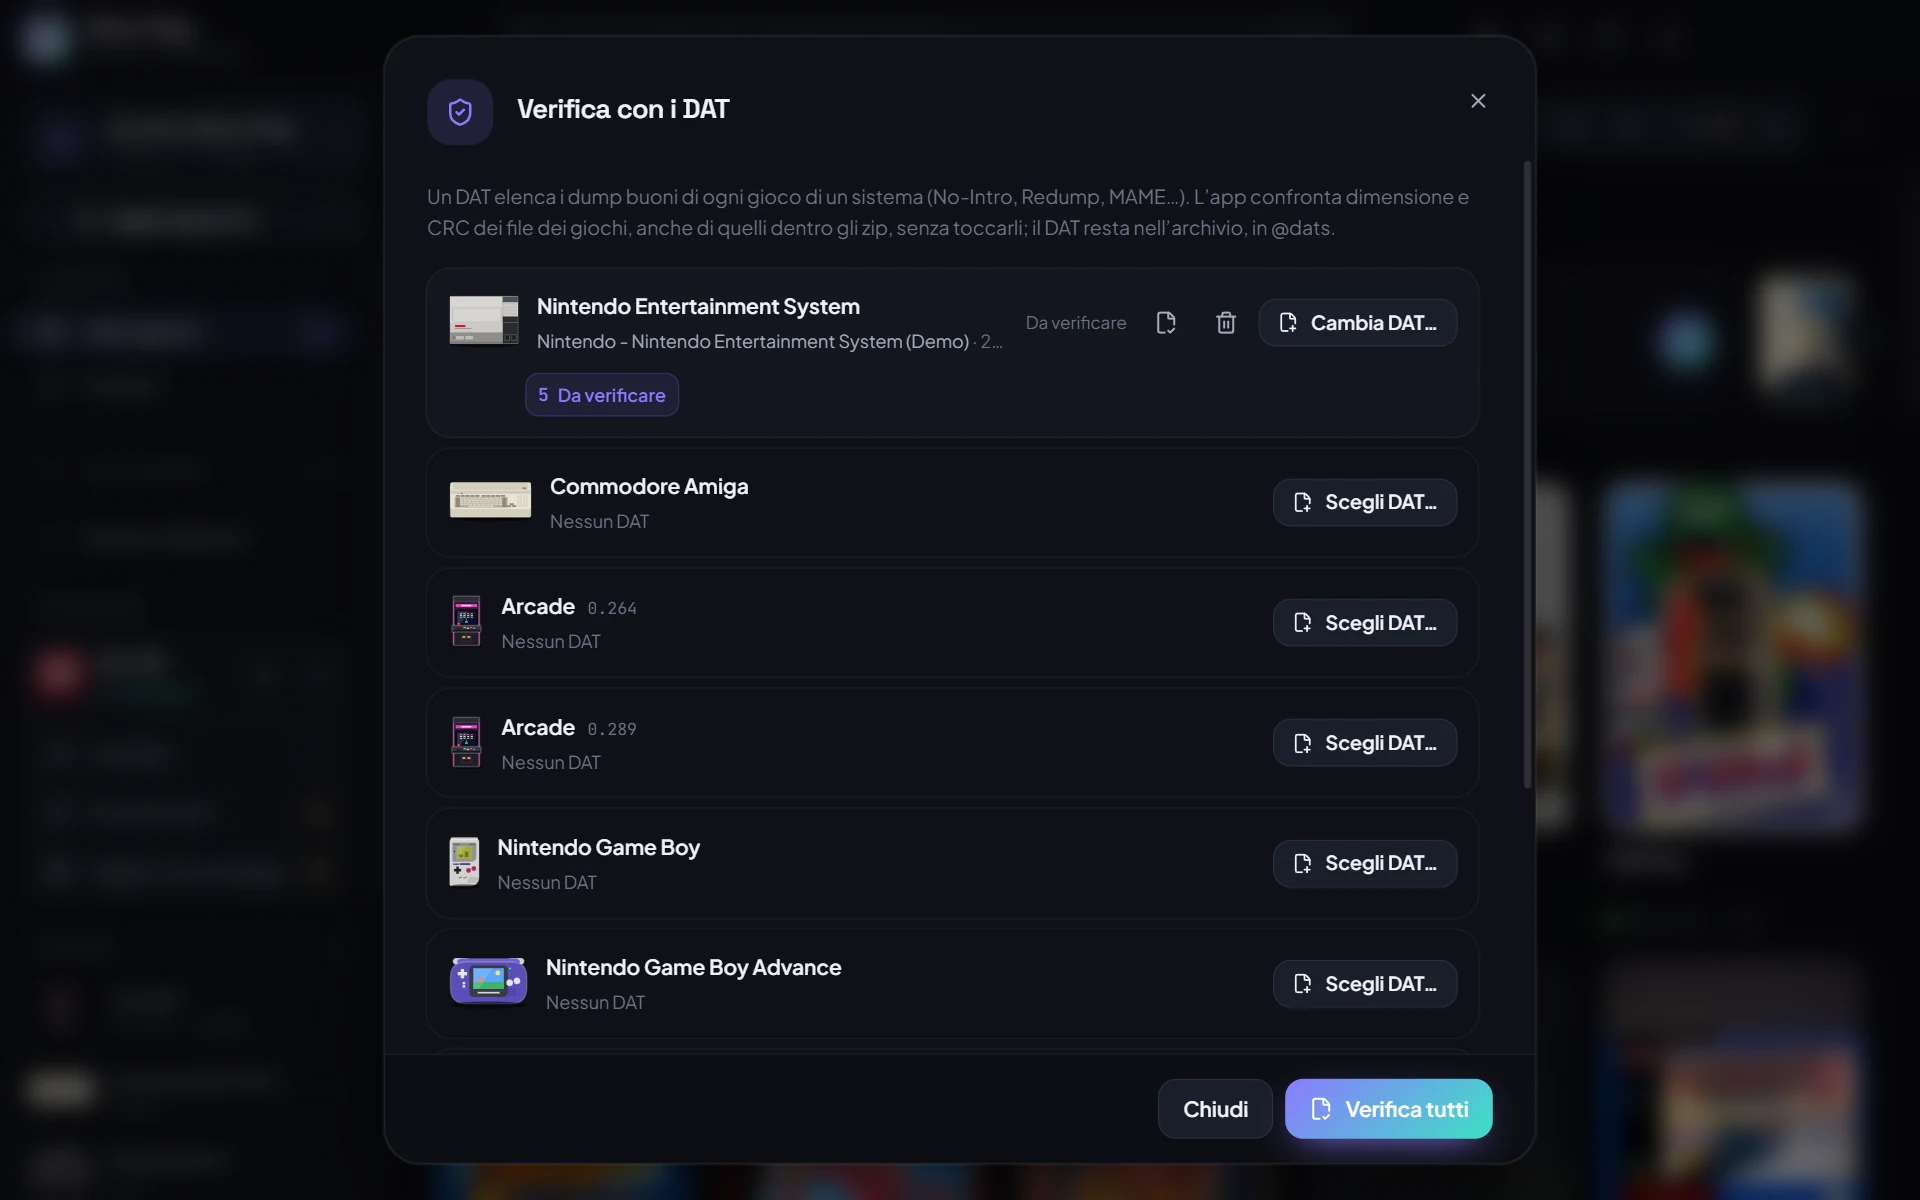 Verifica con i DAT
Un DAT elenca i dump buoni di ogni gioco di un sistema (No-Intro, Redump, MAME…). L'app confronta dimensione e
CRC dei file dei giochi, anche di quelli dentro gli zip, senza toccarli; il DAT resta nell'archivio, in @dats.
Nintendo Entertainment System
Nintendo - Nintendo Entertainment System (Demo) · 2…
Da verificare
Cambia DAT…
5 Da verificare
Commodore Amiga
Nessun DAT
Scegli DAT…
Arcade 0.264
Nessun DAT
Scegli DAT…
Arcade 0.289
Nessun DAT
Scegli DAT…
Nintendo Game Boy
Nessun DAT
Scegli DAT…
Nintendo Game Boy Advance
Nessun DAT
Scegli DAT…
Chiudi
Verifica tutti